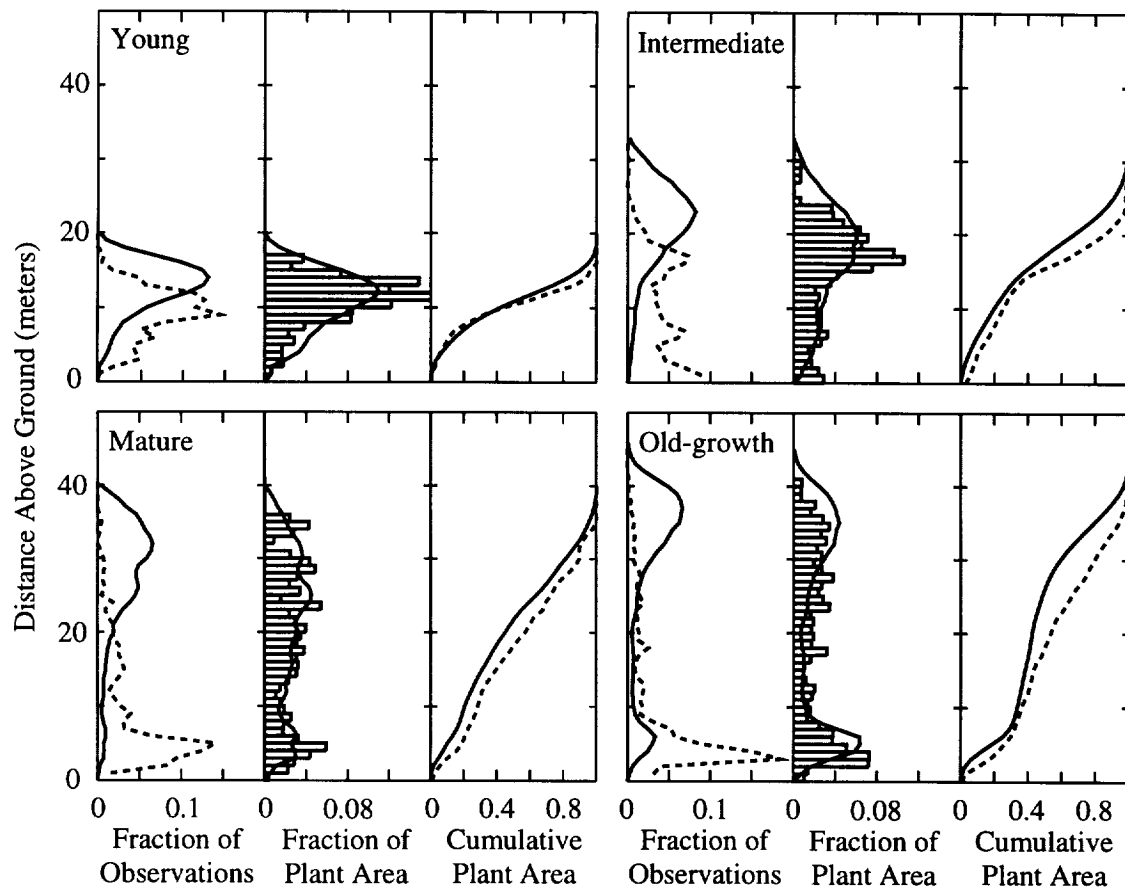 Young
Intermediate
40
20
0
Mature
Old-growth
40
20
0
Distance Above Ground (meters)
0 0.1 0 0.08 0 0.4 0.8 0 0.1 0 0.08 0 0.4 0.8
Fraction of Fraction of Cumulative Fraction of Fraction of Cumulative
Observations Plant Area Plant Area Observations Plant Area Plant Area